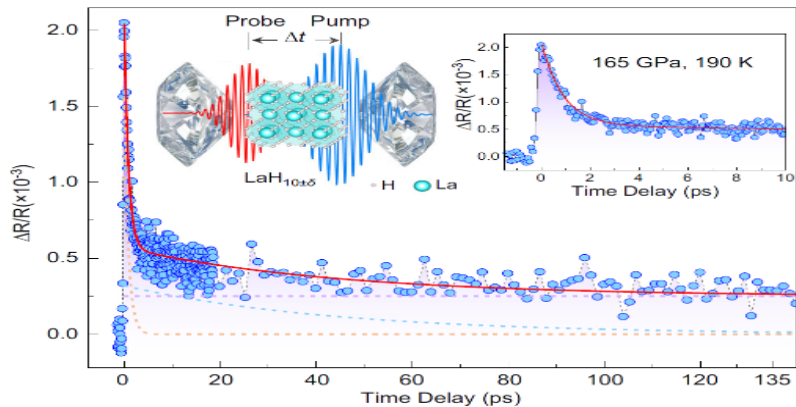 Probe Pump
Δt
LaH10±δ
H La
ΔR/R(×10-3)
2.0
1.5
1.0
0.5
0.0
0 20 40 60 80 100 120 135
Time Delay (ps)
165 GPa, 190 K
ΔR/R(×10-3)
2.0
1.5
1.0
0.5
0.0
0 2 4 6 8 10
Time Delay (ps)